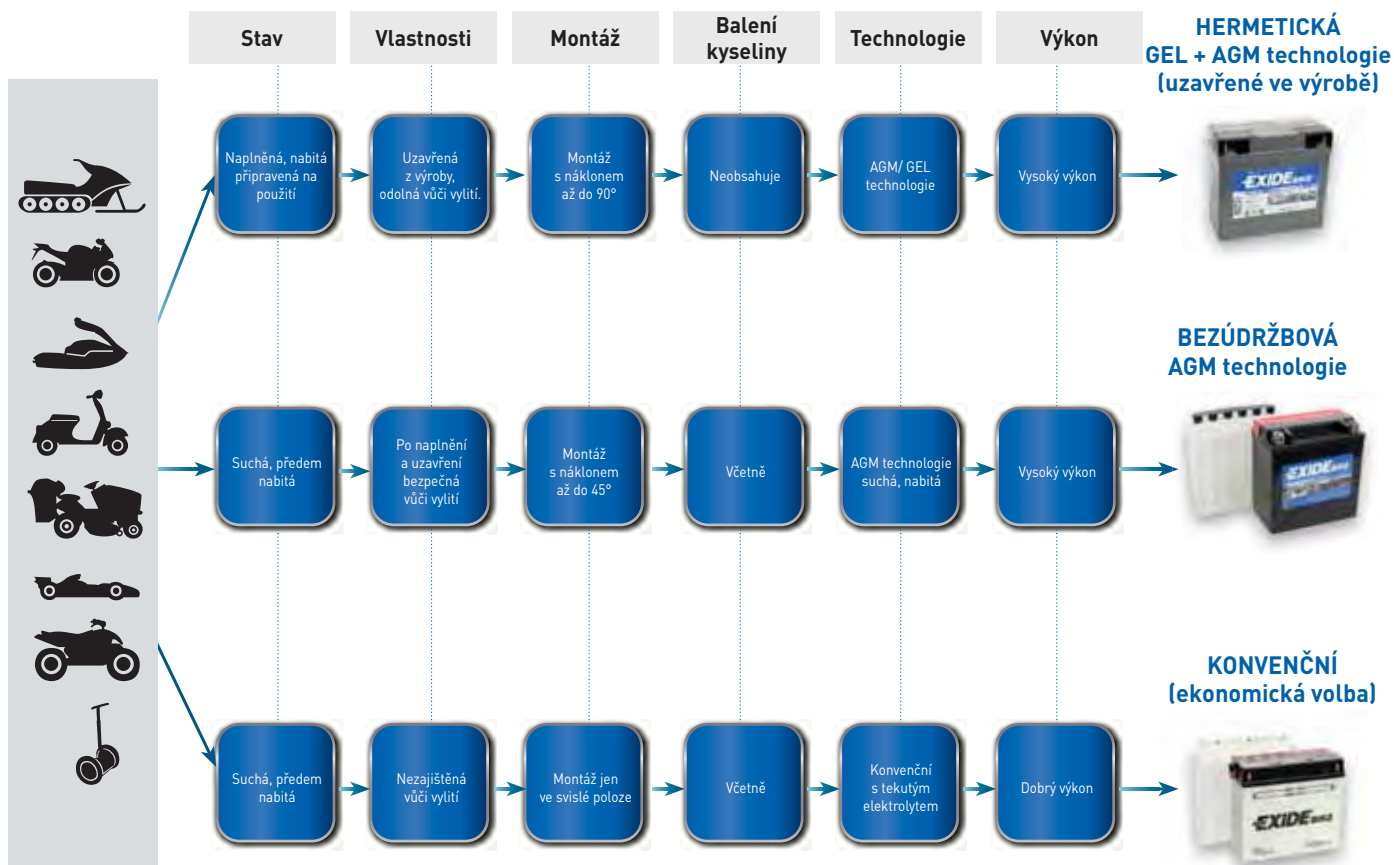 Stav
Vlastnosti
Montáž
Balení
kyseliny
Technologie
Výkon
HERMETICKÁ
GEL + AGM technologie
(uzavřené ve výrobě)
Naplněná, nabitá
připravená na
použití
Uzavřená
z výroby,
odolná vůči vylití.
Montáž
s náklonem
až do 90°
Neobsahuje
AGM/ GEL
technologie
Vysoký výkon
EXIDE BIKE
BEZÚDRŽBOVÁ
AGM technologie
Suchá, předem
nabitá
Po naplnění
a uzavření
bezpečná
vůči vylití
Montáž
s náklonem
až do 45°
Včetně
AGM technologie
suchá, nabitá
Vysoký výkon
EXIDE BIKE
KONVENČNÍ
(ekonomická volba)
Suchá, předem
nabitá
Nezajištěná
vůči vylití
Montáž jen
ve svislé poloze
Včetně
Konvenční
s tekutým
elektrolytem
Dobrý výkon
EXIDE BIKE